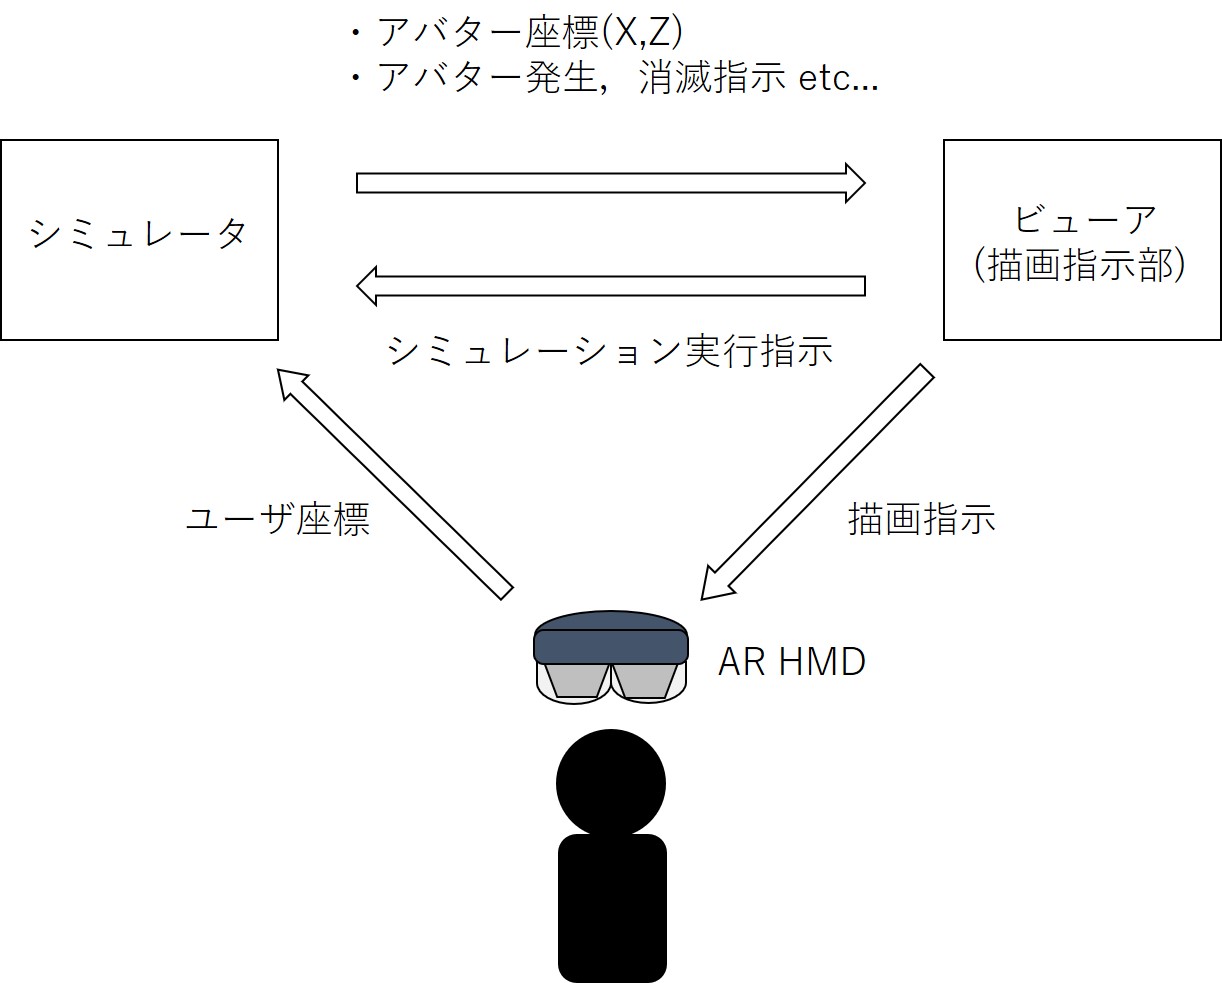 ・アバター座標(X,Z)
・アバター発生，消滅指示 etc...
シミュレータ
ビューア
(描画指示部)
シミュレーション実行指示
ユーザ座標
描画指示
AR HMD